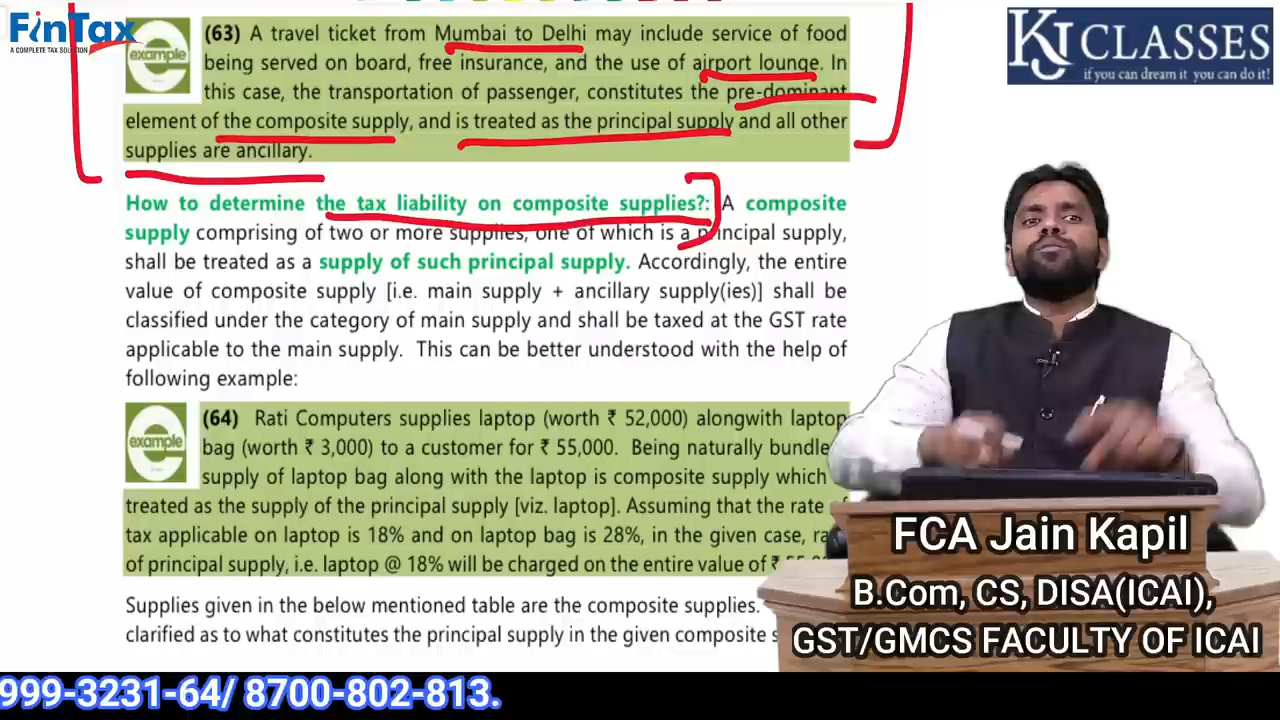 FinTax
A COMPLETE TAX SOLUTION
KJ CLASSES
if you can dream it you can do it!
example
(63) A travel ticket from Mumbai to Delhi may include service of food
being served on board, free insurance, and the use of airport lounge. In
this case, the transportation of passenger, constitutes the pre-dominant
element of the composite supply, and is treated as the principal supply and all other
supplies are ancillary.
How to determine the tax liability on composite supplies?: A composite
supply comprising of two or more supplies, one of which is a principal supply,
shall be treated as a supply of such principal supply. Accordingly, the entire
value of composite supply [i.e. main supply + ancillary supply(ies)] shall be
classified under the category of main supply and shall be taxed at the GST rate
applicable to the main supply. This can be better understood with the help of
following example:
example
(64) Rati Computers supplies laptop (worth ₹ 52,000) alongwith laptop
bag (worth ₹ 3,000) to a customer for ₹ 55,000. Being naturally bundle
supply of laptop bag along with the laptop is composite supply which
treated as the supply of the principal supply [viz. laptop]. Assuming that the rate
tax applicable on laptop is 18% and on laptop bag is 28%, in the given case,
of principal supply, i.e. laptop @ 18% will be charged on the entire value of ₹
Supplies given in the below mentioned table are the composite supplies.
clarified as to what constitutes the principal supply in the given composite
FCA Jain Kapil
B.Com, CS, DISA(ICAI),
GST/GMCS FACULTY OF ICAI
999-3231-64/ 8700-802-813.